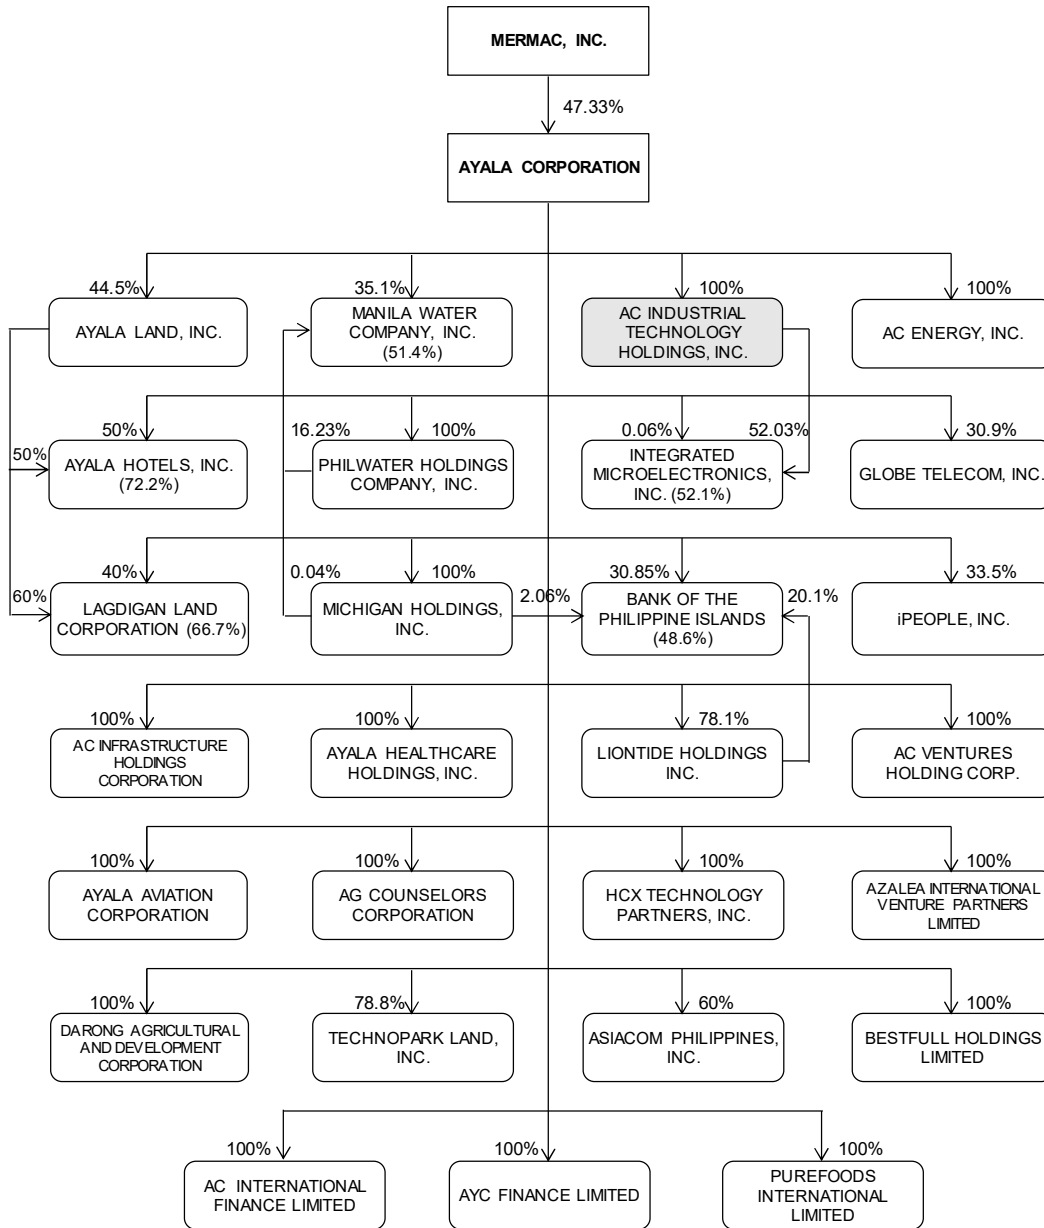 MERMAC, INC.
47.33%
AYALA CORPORATION
44.5%
35.1%
100%
100%
AYALA LAND, INC.
MANILA WATER
COMPANY, INC.
(51.4%)
AC INDUSTRIAL
TECHNOLOGY
HOLDINGS, INC.
AC ENERGY, INC.
50%
50%
16.23%
100%
0.06%
52.03%
30.9%
AYALA HOTELS, INC.
(72.2%)
PHILWATER HOLDINGS
COMPANY, INC.
INTEGRATED
MICROELECTRONICS,
INC. (52.1%)
GLOBE TELECOM, INC.
60%
40%
0.04%
100%
2.06%
30.85%
20.1%
33.5%
LAGDIGAN LAND
CORPORATION (66.7%)
MICHIGAN HOLDINGS,
INC.
BANK OF THE
PHILIPPINE ISLANDS
(48.6%)
iPEOPLE, INC.
100%
100%
78.1%
100%
AC INFRASTRUCTURE
HOLDINGS
CORPORATION
AYALA HEALTHCARE
HOLDINGS, INC.
LIONTIDE HOLDINGS
INC.
AC VENTURES
HOLDING CORP.
100%
100%
100%
100%
AYALA AVIATION
CORPORATION
AG COUNSELORS
CORPORATION
HCX TECHNOLOGY
PARTNERS, INC.
AZALEA INTERNATIONAL
VENTURE PARTNERS
LIMITED
100%
78.8%
60%
100%
DARONG AGRICULTURAL
AND DEVELOPMENT
CORPORATION
TECHNOPARK LAND,
INC.
ASIACOM PHILIPPINES,
INC.
BESTFULL HOLDINGS
LIMITED
100%
100%
100%
AC INTERNATIONAL
FINANCE LIMITED
AYC FINANCE LIMITED
PUREFOODS
INTERNATIONAL
LIMITED